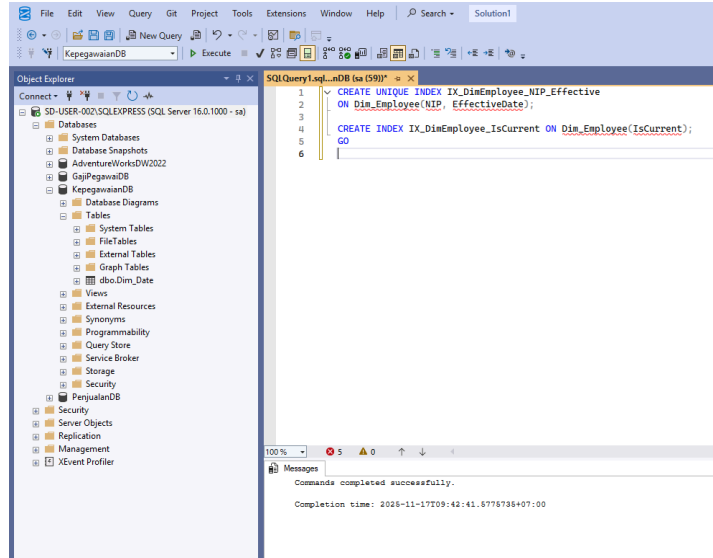 File Edit View Query Git Project Tools Extensions Window Help Search Solution1
New Query
KepegawaianDB Execute
Object Explorer
Connect
SD-USER-002\SQLEXPRESS (SQL Server 16.0.1000 - sa)
Databases
System Databases
Database Snapshots
AdventureWorksDW2022
GajiPegawaiDB
KepegawaianDB
Database Diagrams
Tables
System Tables
FileTables
External Tables
Graph Tables
dbo.Dim_Date
Views
External Resources
Synonyms
Programmability
Query Store
Service Broker
Storage
Security
PenjualanDB
Security
Server Objects
Replication
Management
XEvent Profiler
SQLQuery1.sql...nDB (sa (59))*
1 CREATE UNIQUE INDEX IX_DimEmployee_NIP_Effective
2 ON Dim_Employee(NIP, EffectiveDate);
3
4 CREATE INDEX IX_DimEmployee_IsCurrent ON Dim_Employee(IsCurrent);
5 GO
6
100 % 5 0
Messages
Commands completed successfully.
Completion time: 2025-11-17T09:42:41.5775735+07:00